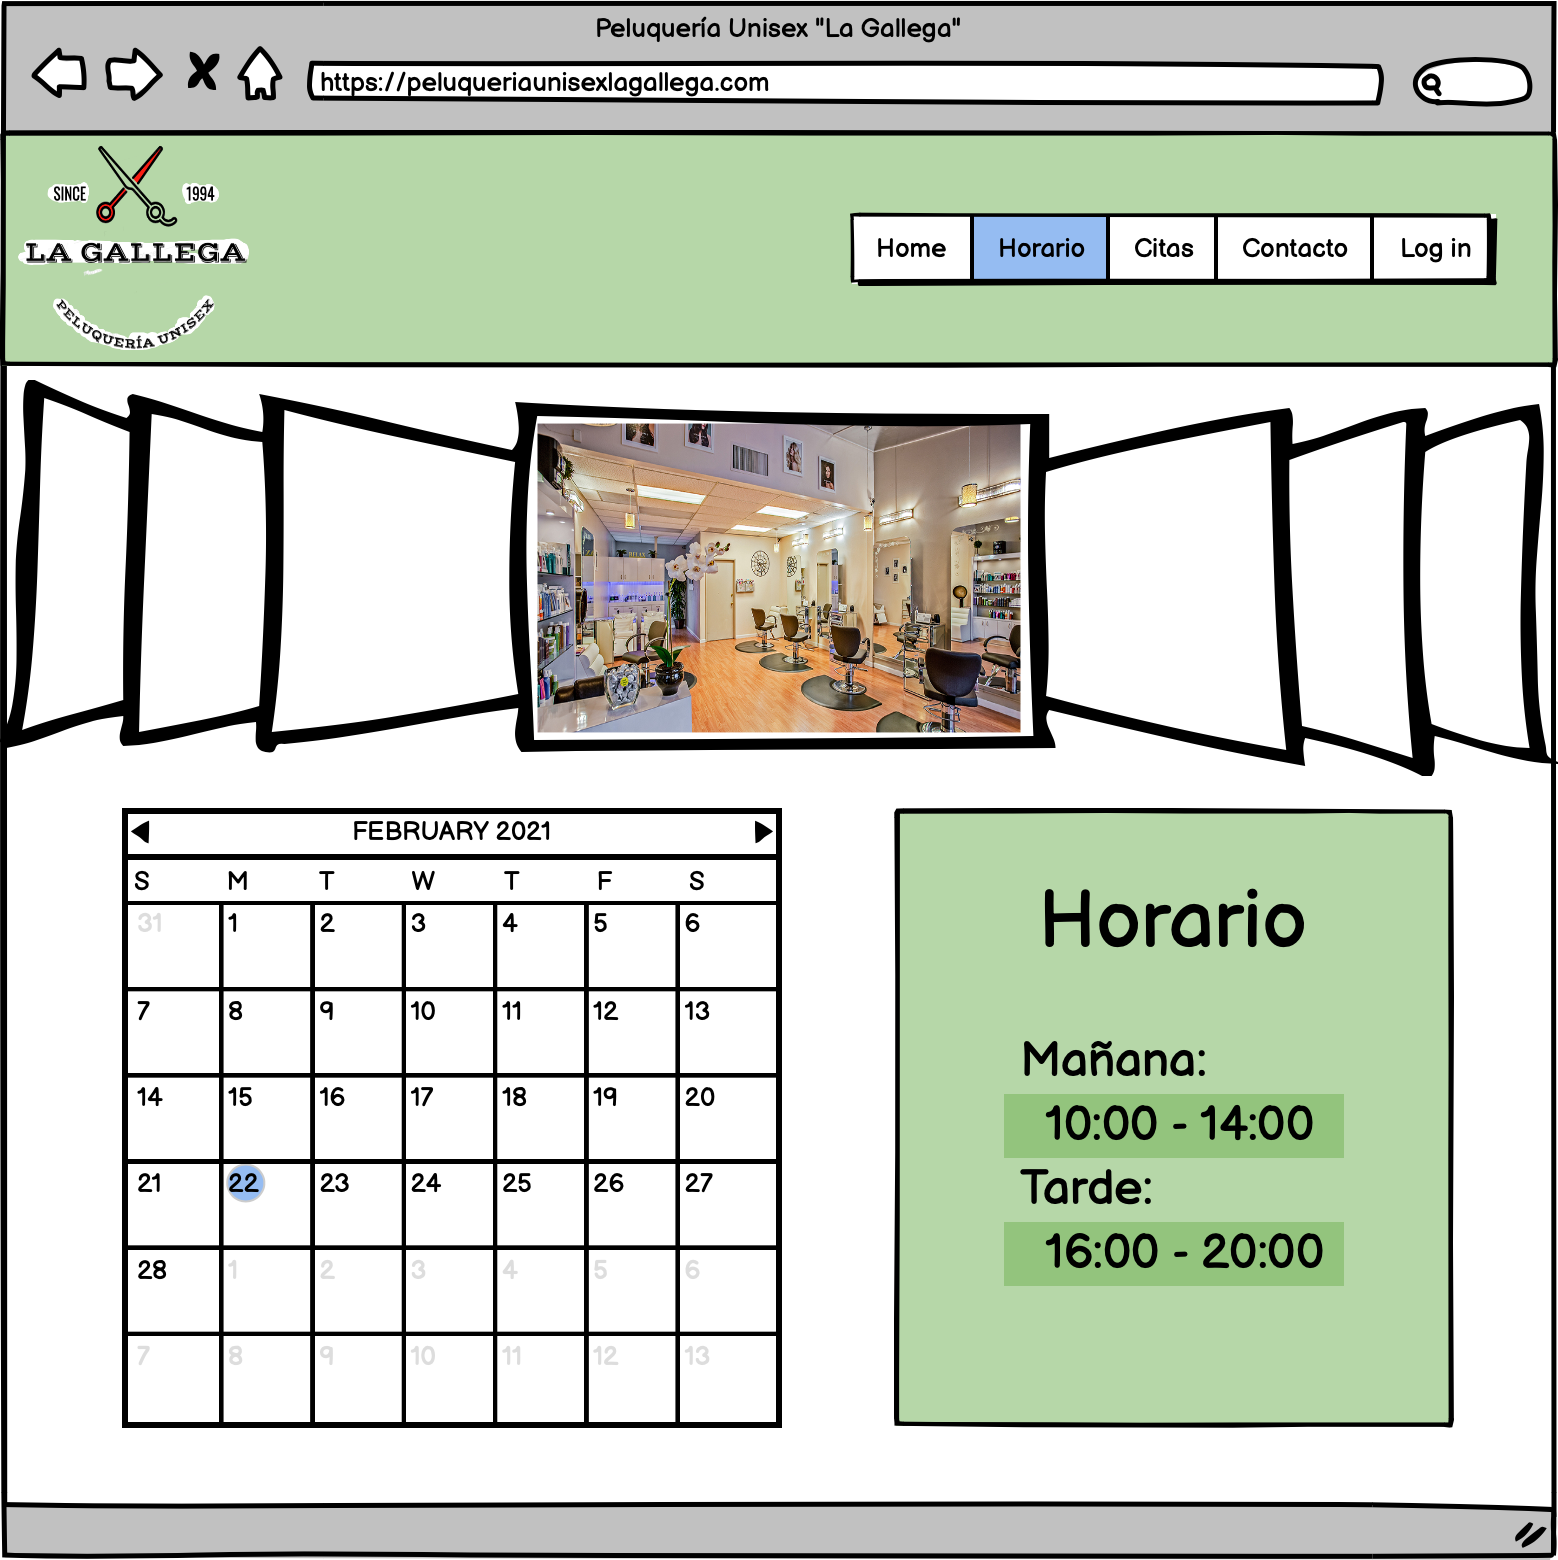 Peluquería Unisex "La Gallega"
https://peluqueriaunisexlagallega.com
SINCE 1994
LA GALLEGA
PELUQUERÍA UNISEX
Home Horario Citas Contacto Log in
FEBRUARY 2021
S M T W T F S
31 1 2 3 4 5 6
7 8 9 10 11 12 13
14 15 16 17 18 19 20
21 22 23 24 25 26 27
28 1 2 3 4 5 6
7 8 9 10 11 12 13
Horario
Mañana:
10:00 - 14:00
Tarde:
16:00 - 20:00